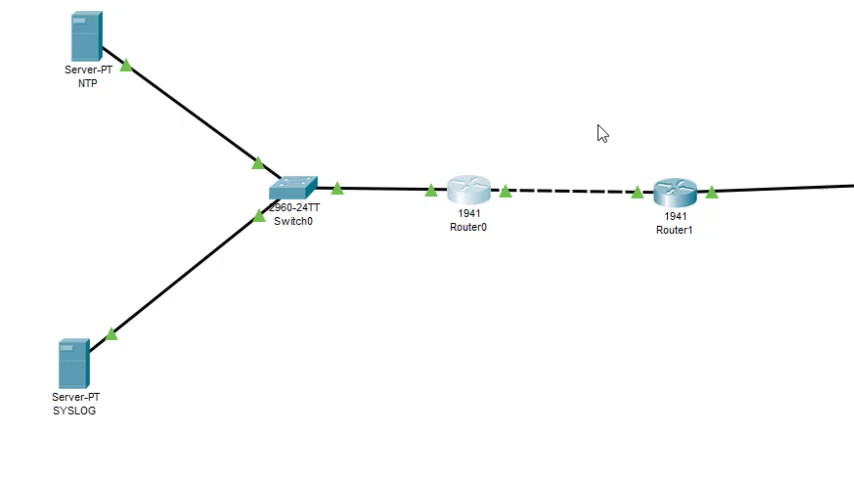 Server-PT
NTP
2960-24TT
Switch0
1941
Router0
1941
Router1
Server-PT
SYSLOG